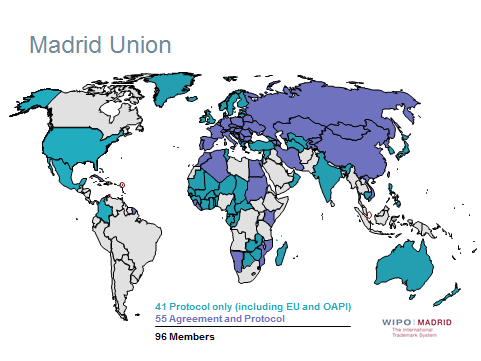 Madrid Union
41 Protocol only (including EU and OAPI)
55 Agreement and Protocol
96 Members
WIPO | MADRID
The International
Trademark System